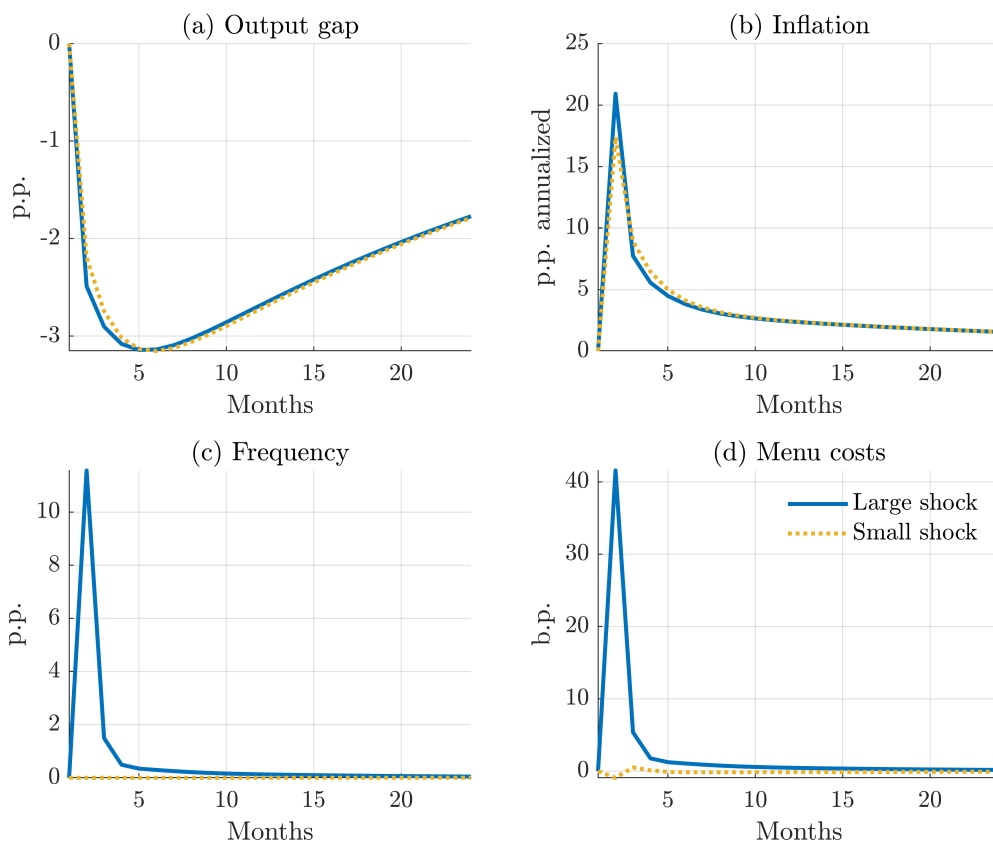 (a) Output gap
0
-1
-2
-3
p.p.
5 10 15 20
Months
(b) Inflation
25
20
15
10
5
0
p.p. annualized
5 10 15 20
Months
(c) Frequency
10
8
6
4
2
0
p.p.
5 10 15 20
Months
(d) Menu costs
40
30
20
10
0
b.p.
Large shock
Small shock
5 10 15 20
Months